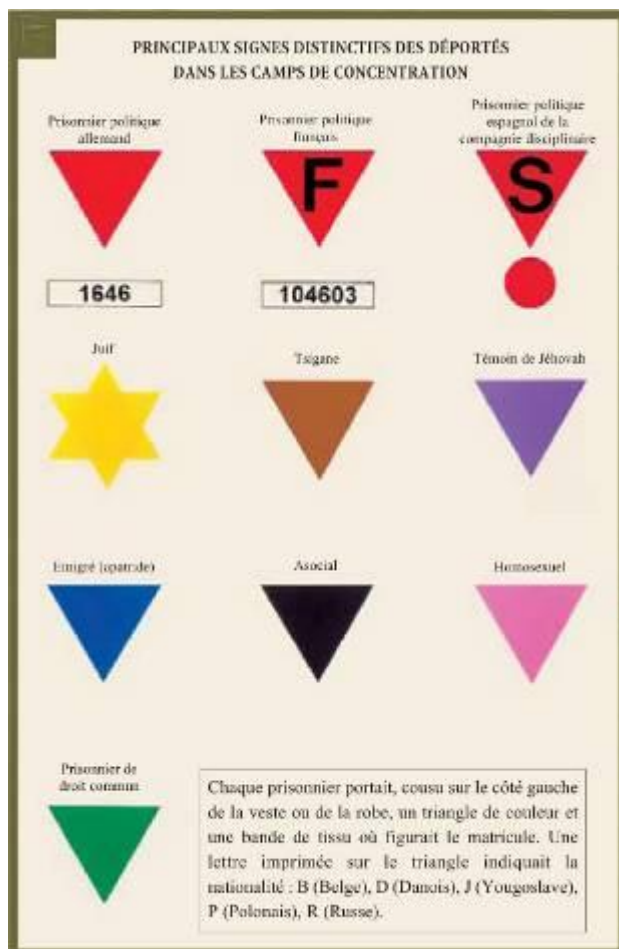 PRINCIPAUX SIGNES DISTINCTIFS DES DÉPORTÉS
DANS LES CAMPS DE CONCENTRATION
Prisonnier politique
allemand
Prisonnier politique
français
Prisonnier politique
espagnol de la
compagnie disciplinaire
F
S
1646
104603
Juif
Tsigane
Témoin de Jéhovah
Emigré (apatride)
Asocial
Homosexuel
Prisonnier de
droit commun
Chaque prisonnier portait, cousu sur le côté gauche
de la veste ou de la robe, un triangle de couleur et
une bande de tissu où figurait le matricule. Une
lettre imprimée sur le triangle indiquait la
nationalité : B (Belge), D (Danois), J (Yougoslave),
P (Polonais), R (Russe).